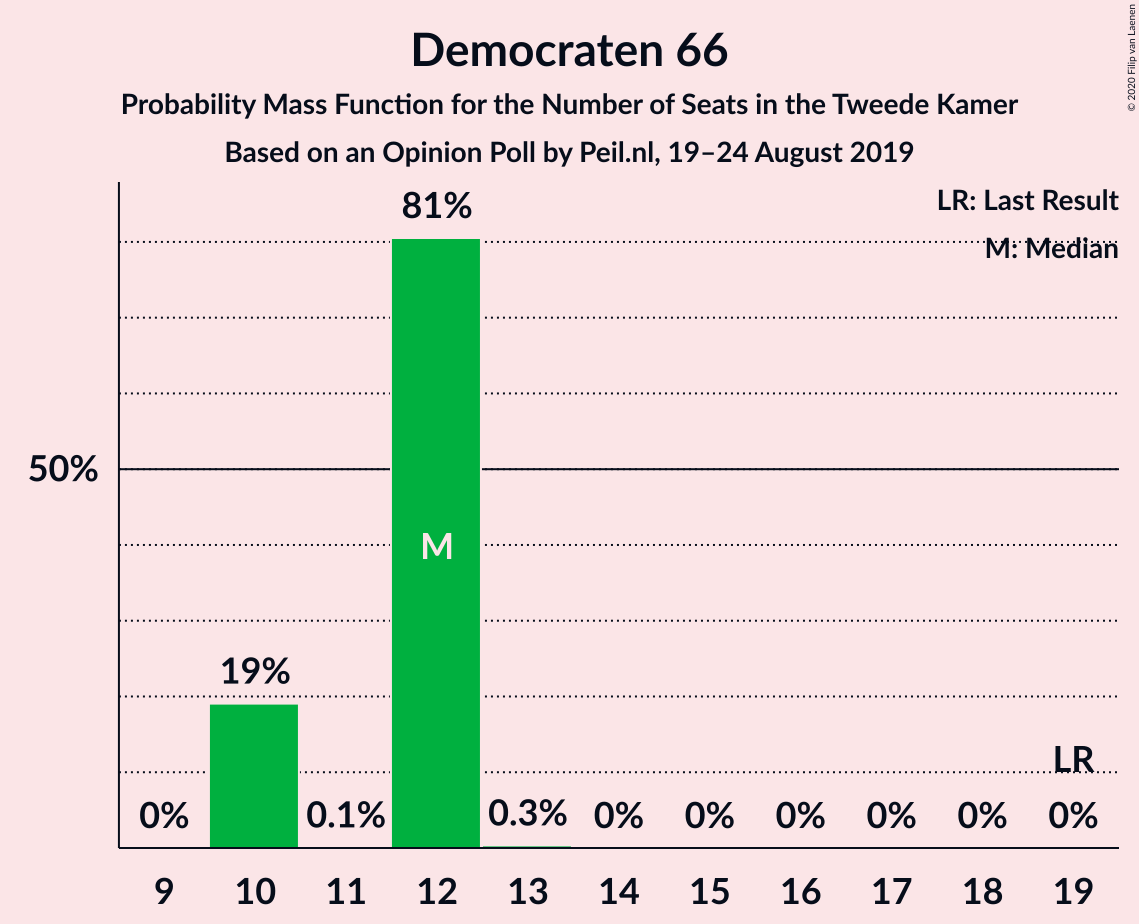 Democraten 66
Probability Mass Function for the Number of Seats in the Tweede Kamer
Based on an Opinion Poll by Peil.nl, 19–24 August 2019
© 2020 Filip van Laenen
LR: Last Result
M: Median
50%
0%
19%
0.1%
81%
M
0.3%
0%
0%
0%
0%
0%
LR
0%
9 10 11 12 13 14 15 16 17 18 19